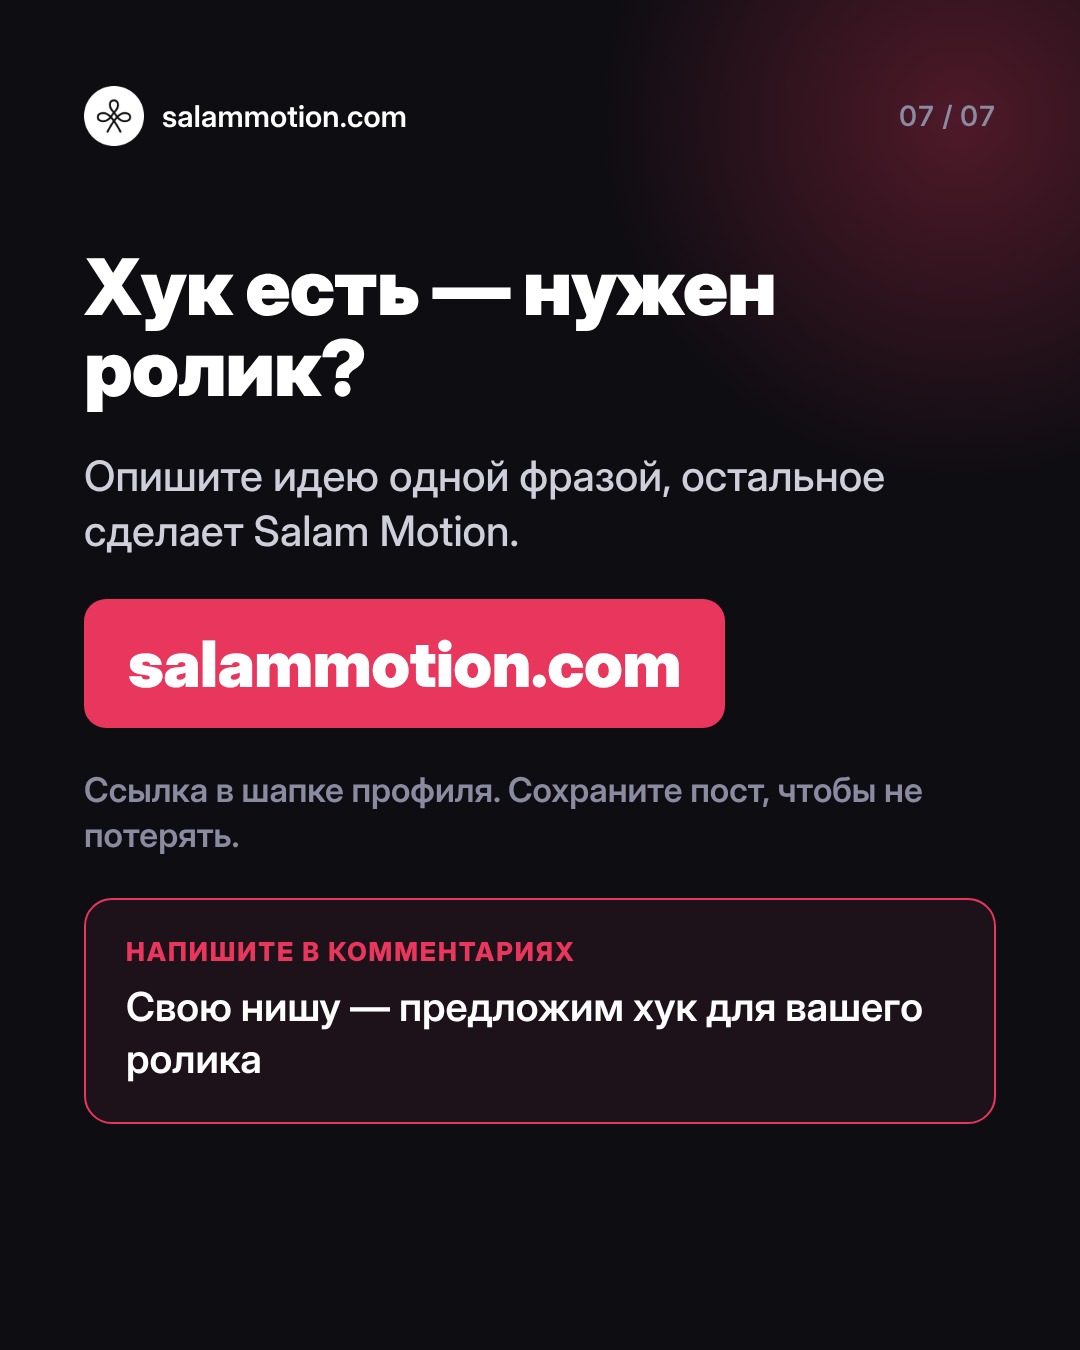 salammotion.com
07 / 07
Хук есть — нужен
ролик?
Опишите идею одной фразой, остальное
сделает Salam Motion.
salammotion.com
Ссылка в шапке профиля. Сохраните пост, чтобы не
потерять.
НАПИШИТЕ В КОММЕНТАРИЯХ
Свою нишу — предложим хук для вашего
ролика